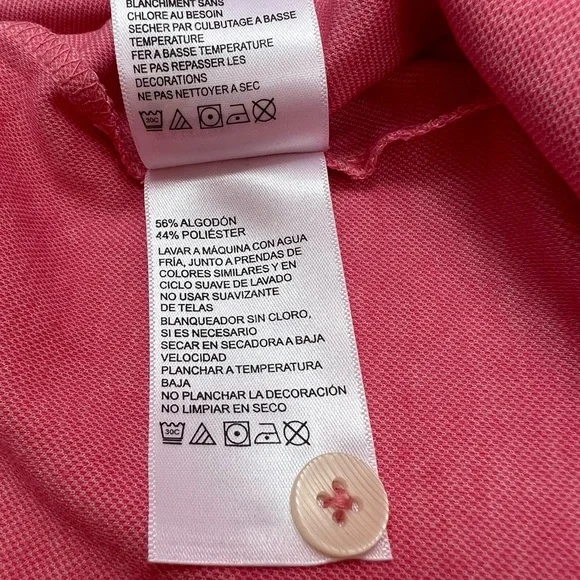 BLANCHIMENT SANS
CHLORE AU BESOIN
SECHER PAR CULBUTAGE A BASSE
TEMPERATURE
FER A BASSE TEMPERATURE
NE PAS REPASSER LES
DECORATIONS
NE PAS NETTOYER A SEC
30C
56% ALGODÓN
44% POLIÉSTER
LAVAR A MÁQUINA CON AGUA
FRÍA, JUNTO A PRENDAS DE
COLORES SIMILARES Y EN
CICLO SUAVE DE LAVADO
NO USAR SUAVIZANTE
DE TELAS
BLANQUEADOR SIN CLORO,
SI ES NECESARIO
SECAR EN SECADORA A BAJA
VELOCIDAD
PLANCHAR A TEMPERATURA
BAJA
NO PLANCHAR LA DECORACIÓN
NO LIMPIAR EN SECO
30C